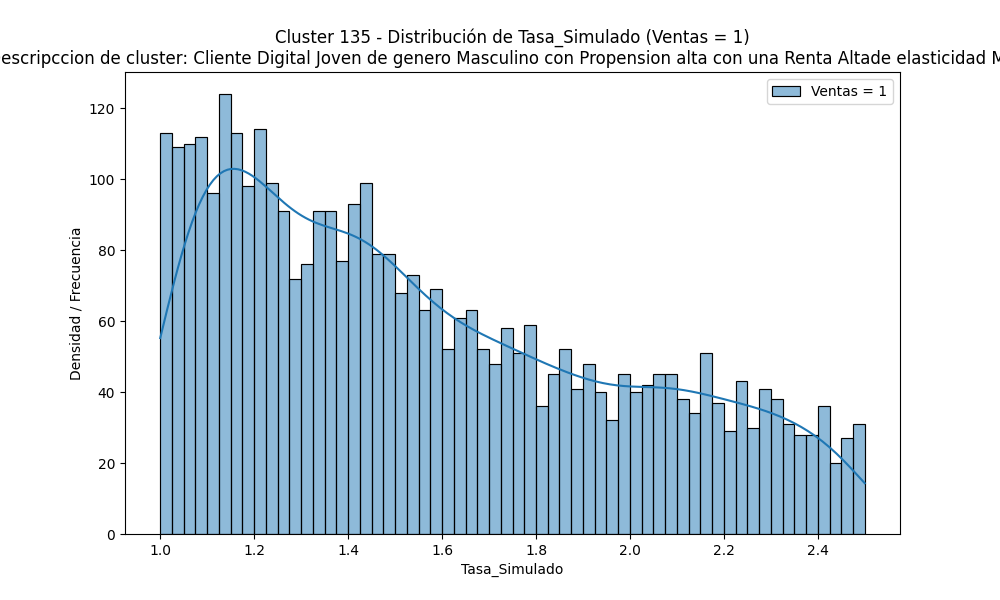 Cluster 135 - Distribución de Tasa_Simulado (Ventas = 1)
escripccion de cluster: Cliente Digital Joven de genero Masculino con Propension alta con una Renta Altade elasticidad M
Ventas = 1
120
100
80
60
40
20
0
Densidad / Frecuencia
1.0 1.2 1.4 1.6 1.8 2.0 2.2 2.4
Tasa_Simulado